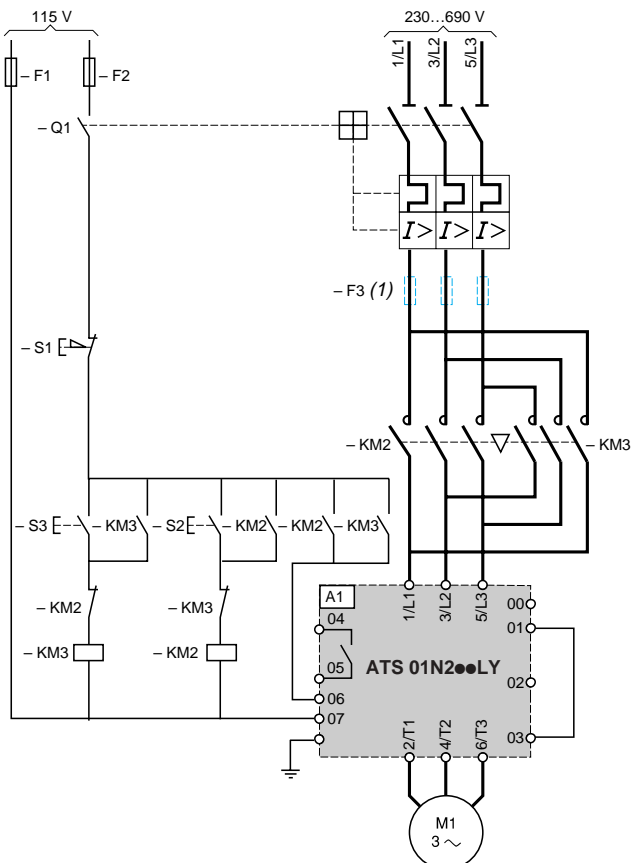 115 V
230…690 V
1/L1
3/L2
5/L3
– F1
– F2
– Q1
I>
I>
I>
– F3 (1)
– S1
– KM2
– KM3
– S3
– KM3
– S2
– KM2
– KM2
– KM3
– KM2
– KM3
– KM3
– KM2
A1
1/L1
3/L2
5/L3
00
01
04
05
ATS 01N2●●LY
02
06
07
03
2/T1
4/T2
6/T3
M1
3 ~